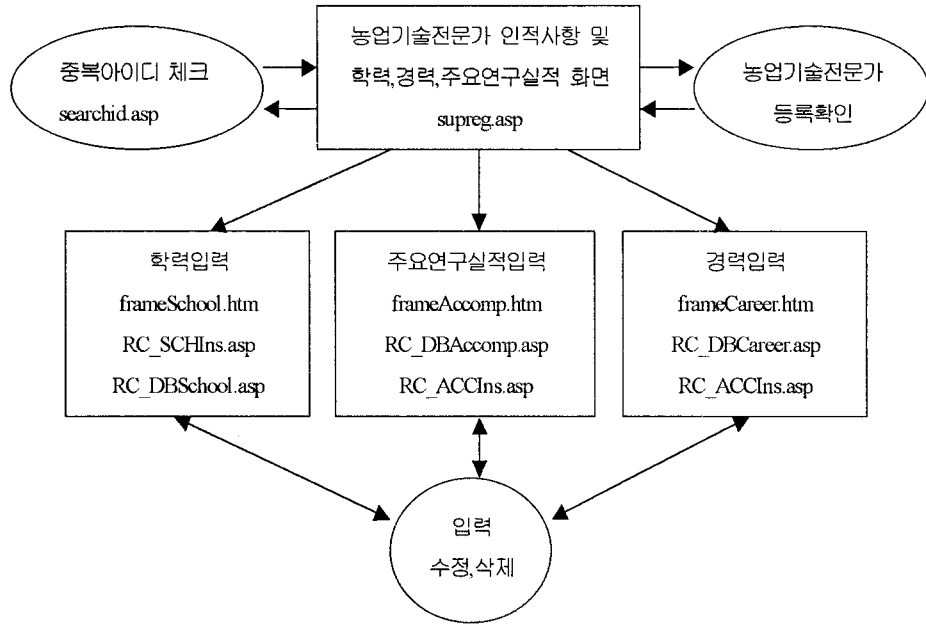 중복아이디 체크
searchid.asp
농업기술전문가 인적사항 및
학력,경력,주요연구실적 화면
supreg.asp
농업기술전문가
등록확인
학력입력
frameSchool.htm
RC_SCHIns.asp
RC_DBSchool.asp
주요연구실적입력
frameAccomp.htm
RC_DBAccomp.asp
RC_ACCIns.asp
경력입력
frameCareer.htm
RC_DBCareer.asp
RC_ACCIns.asp
입력
수정,삭제